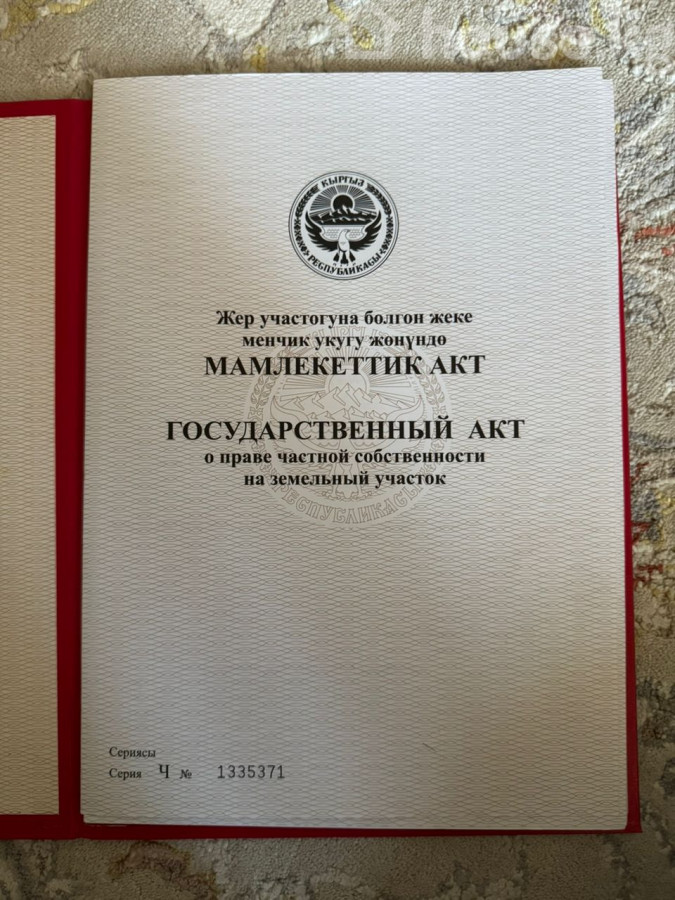 КЫРГЫЗ
РЕСПУБЛИКАСЫ
Жер участогуна болгон жеке
менчик укугу жөнүндө
МАМЛЕКЕТТИК АКТ
ГОСУДАРСТВЕННЫЙ АКТ
о праве частной собственности
на земельный участок
РЕСПУБЛИКАСЫ
Сериясы
Серия Ч № 1335371